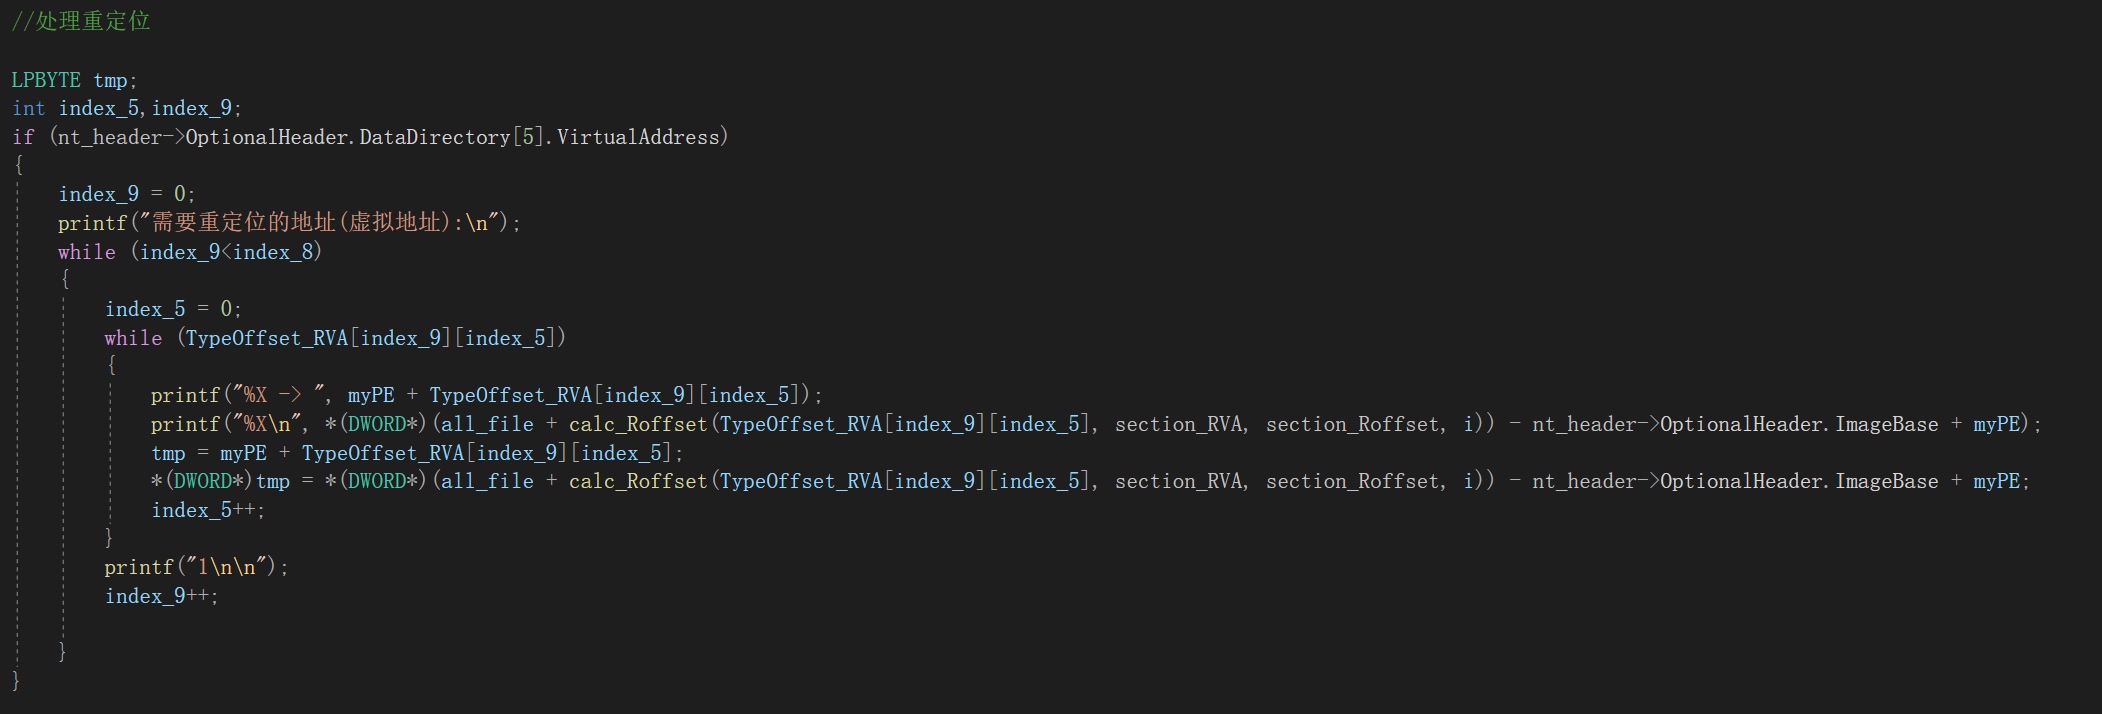 //处理重定位
LPBYTE tmp;
int index_5,index_9;
if (nt_header->OptionalHeader.DataDirectory[5].VirtualAddress)
{
index_9 = 0;
printf("需要重定位的地址(虚拟地址):\n");
while (index_9<index_8)
{
index_5 = 0;
while (TypeOffset_RVA[index_9][index_5])
{
printf("%X -> ", myPE + TypeOffset_RVA[index_9][index_5]);
printf("%X\n", *(DWORD*)(all_file + calc_Roffset(TypeOffset_RVA[index_9][index_5], section_RVA, section_Roffset, i)) - nt_header->OptionalHeader.ImageBase + myPE);
tmp = myPE + TypeOffset_RVA[index_9][index_5];
*(DWORD*)tmp = *(DWORD*)(all_file + calc_Roffset(TypeOffset_RVA[index_9][index_5], section_RVA, section_Roffset, i)) - nt_header->OptionalHeader.ImageBase + myPE;
index_5++;
}
printf("1\n\n");
index_9++;
}
}